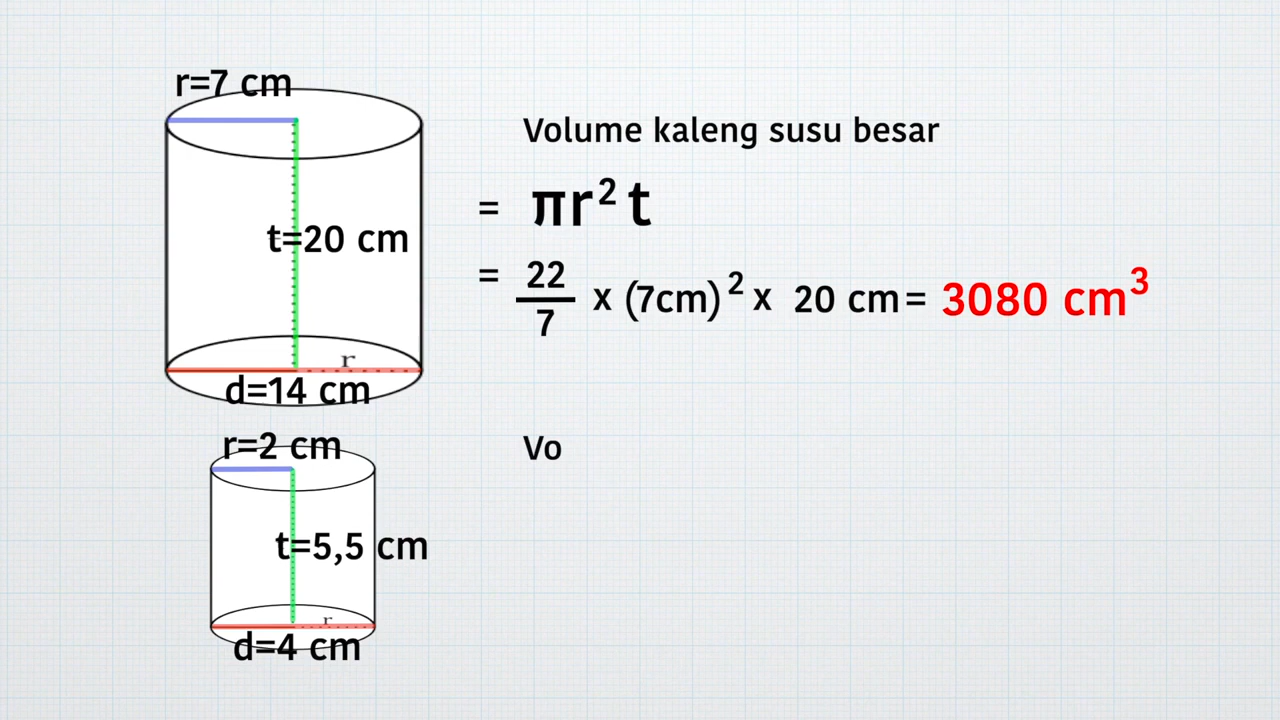 r=7 cm
t=20 cm
r
d=14 cm
Volume kaleng susu besar
= πr² t
= 22/7 x (7cm)² x 20 cm = 3080 cm³
r=2 cm
t=5,5 cm
r
d=4 cm
Vo